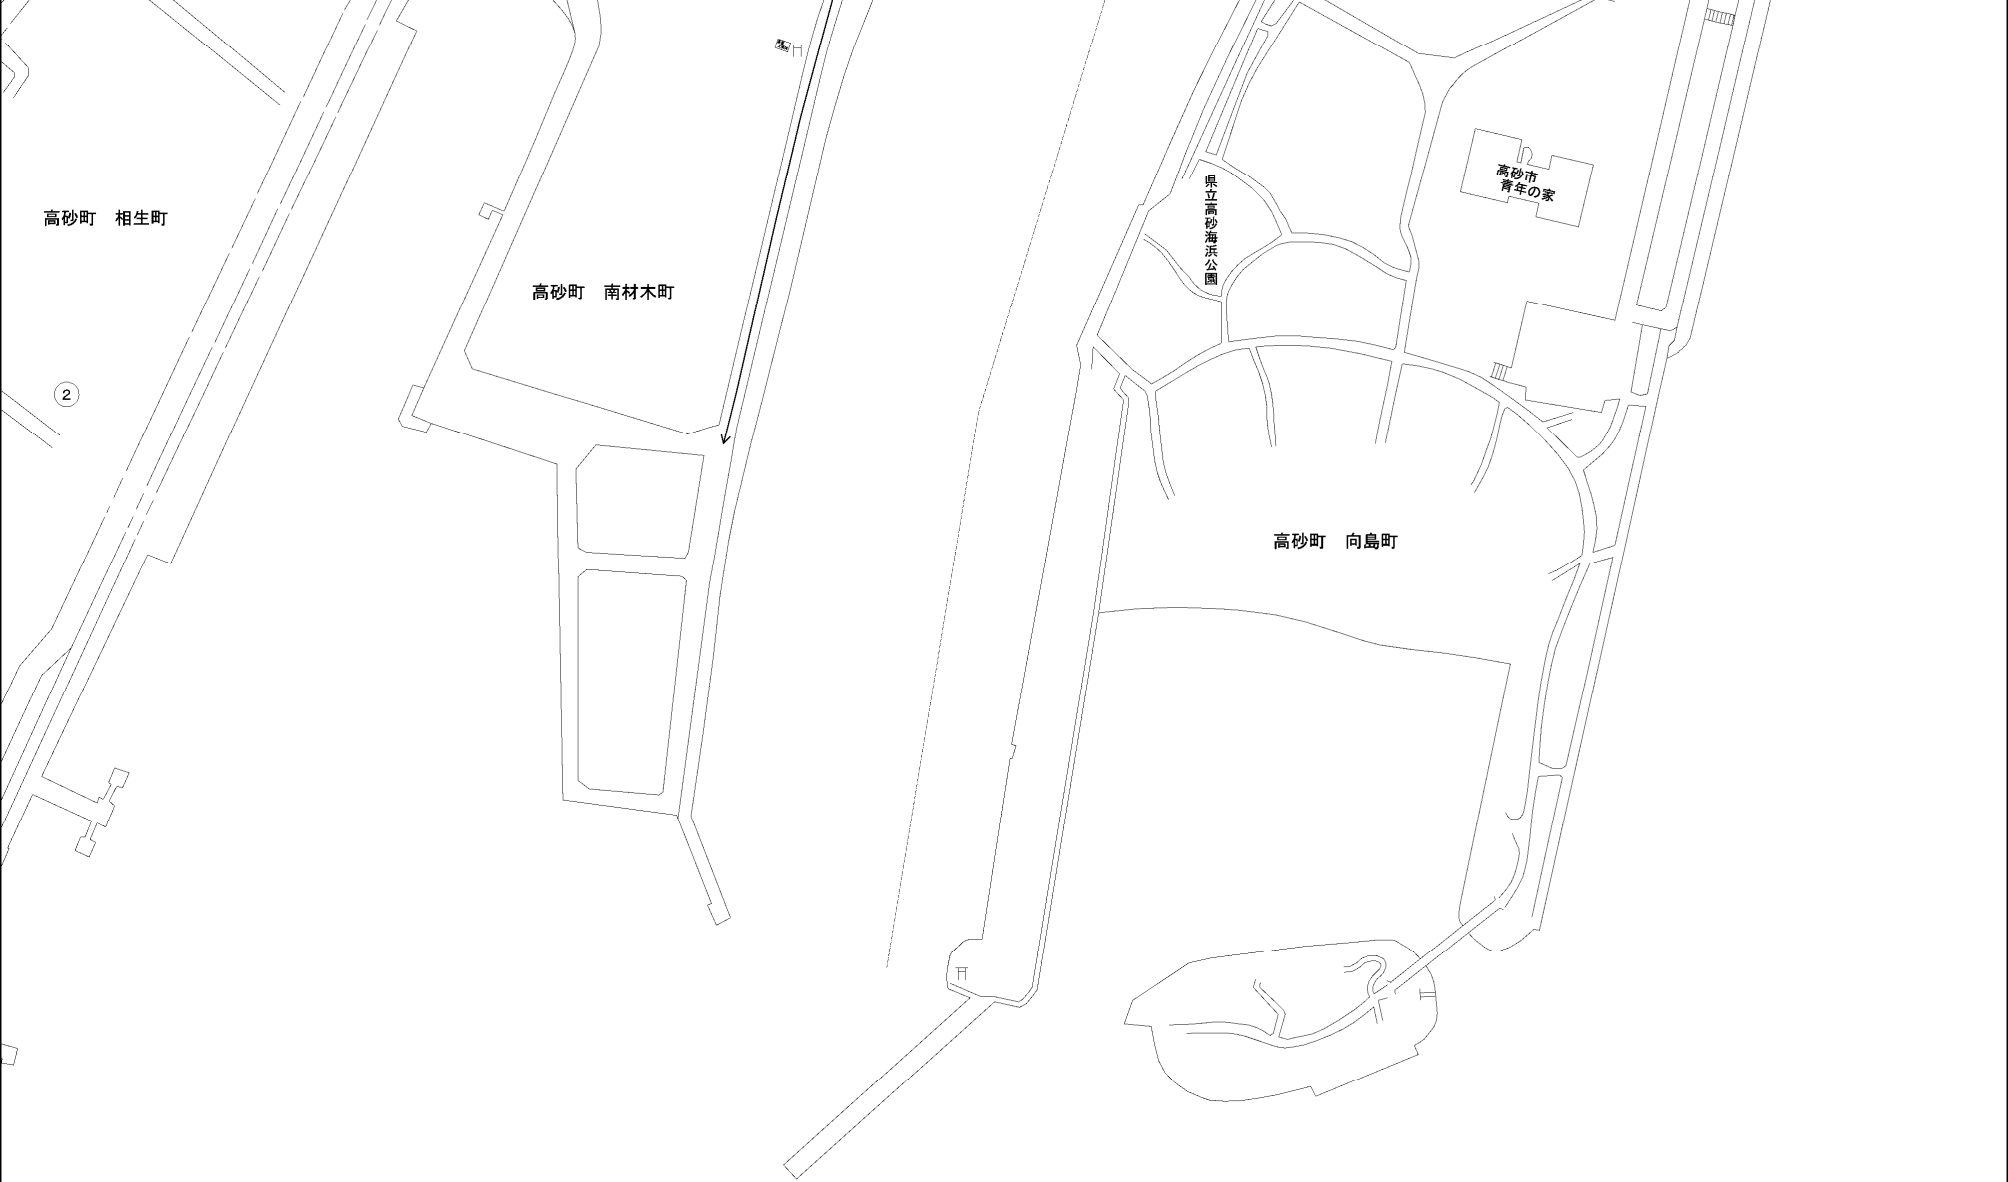 高砂市
青年の家
県立高砂海浜公園
高砂町　相生町
高砂町　南材木町
2
高砂町　向島町